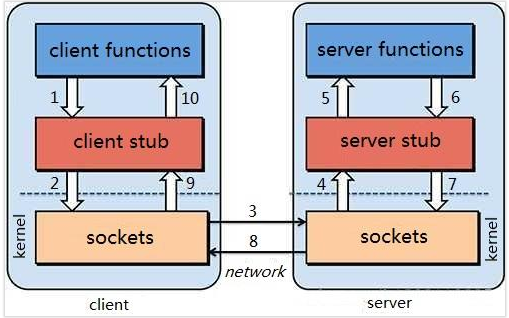 client functions
server functions
1
10
5
6
client stub
server stub
2
9
4
7
kernel
sockets
3
8
network
sockets
kernel
client
server